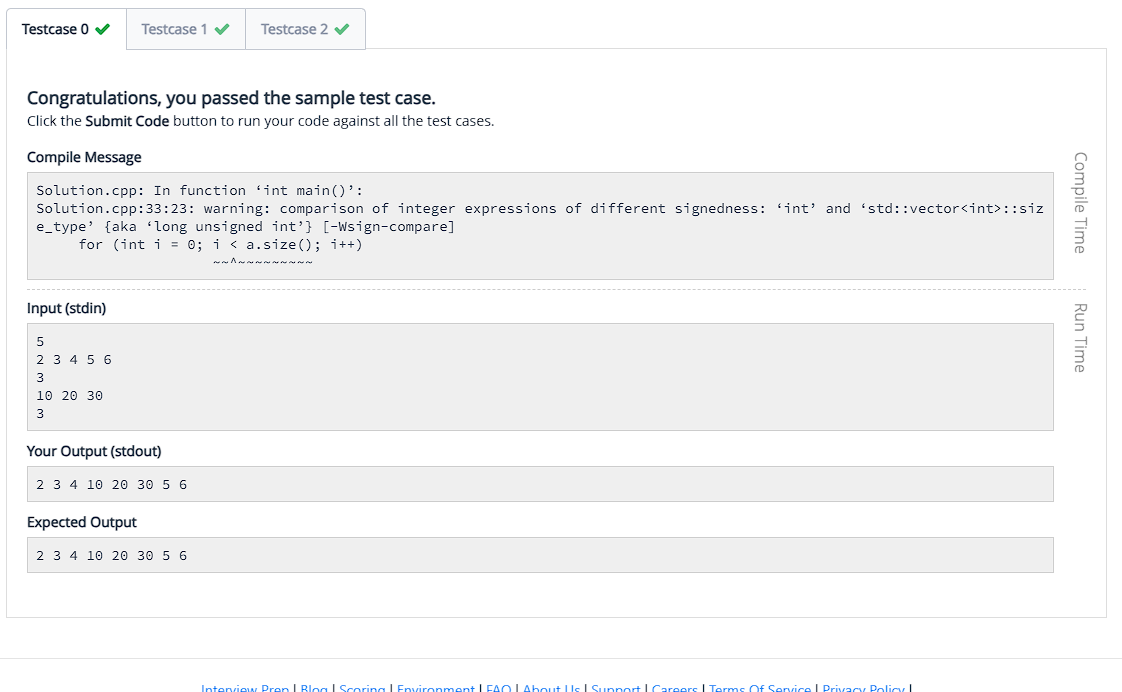 Testcase 0 Testcase 1 Testcase 2
Congratulations, you passed the sample test case.
Click the Submit Code button to run your code against all the test cases.
Compile Message
Solution.cpp: In function ‘int main()’:
Solution.cpp:33:23: warning: comparison of integer expressions of different signedness: ‘int’ and ‘std::vector<int>::siz
e_type’ {aka ‘long unsigned int’} [-Wsign-compare]
     for (int i = 0; i < a.size(); i++)
                     ~~^~~~~~~~~~
Compile Time
Input (stdin)
5
2 3 4 5 6
3
10 20 30
3
Run Time
Your Output (stdout)
2 3 4 10 20 30 5 6
Expected Output
2 3 4 10 20 30 5 6
Interview Prep | Blog | Scoring | Environment | FAQ | About Us | Support | Careers | Terms Of Service | Privacy Policy |